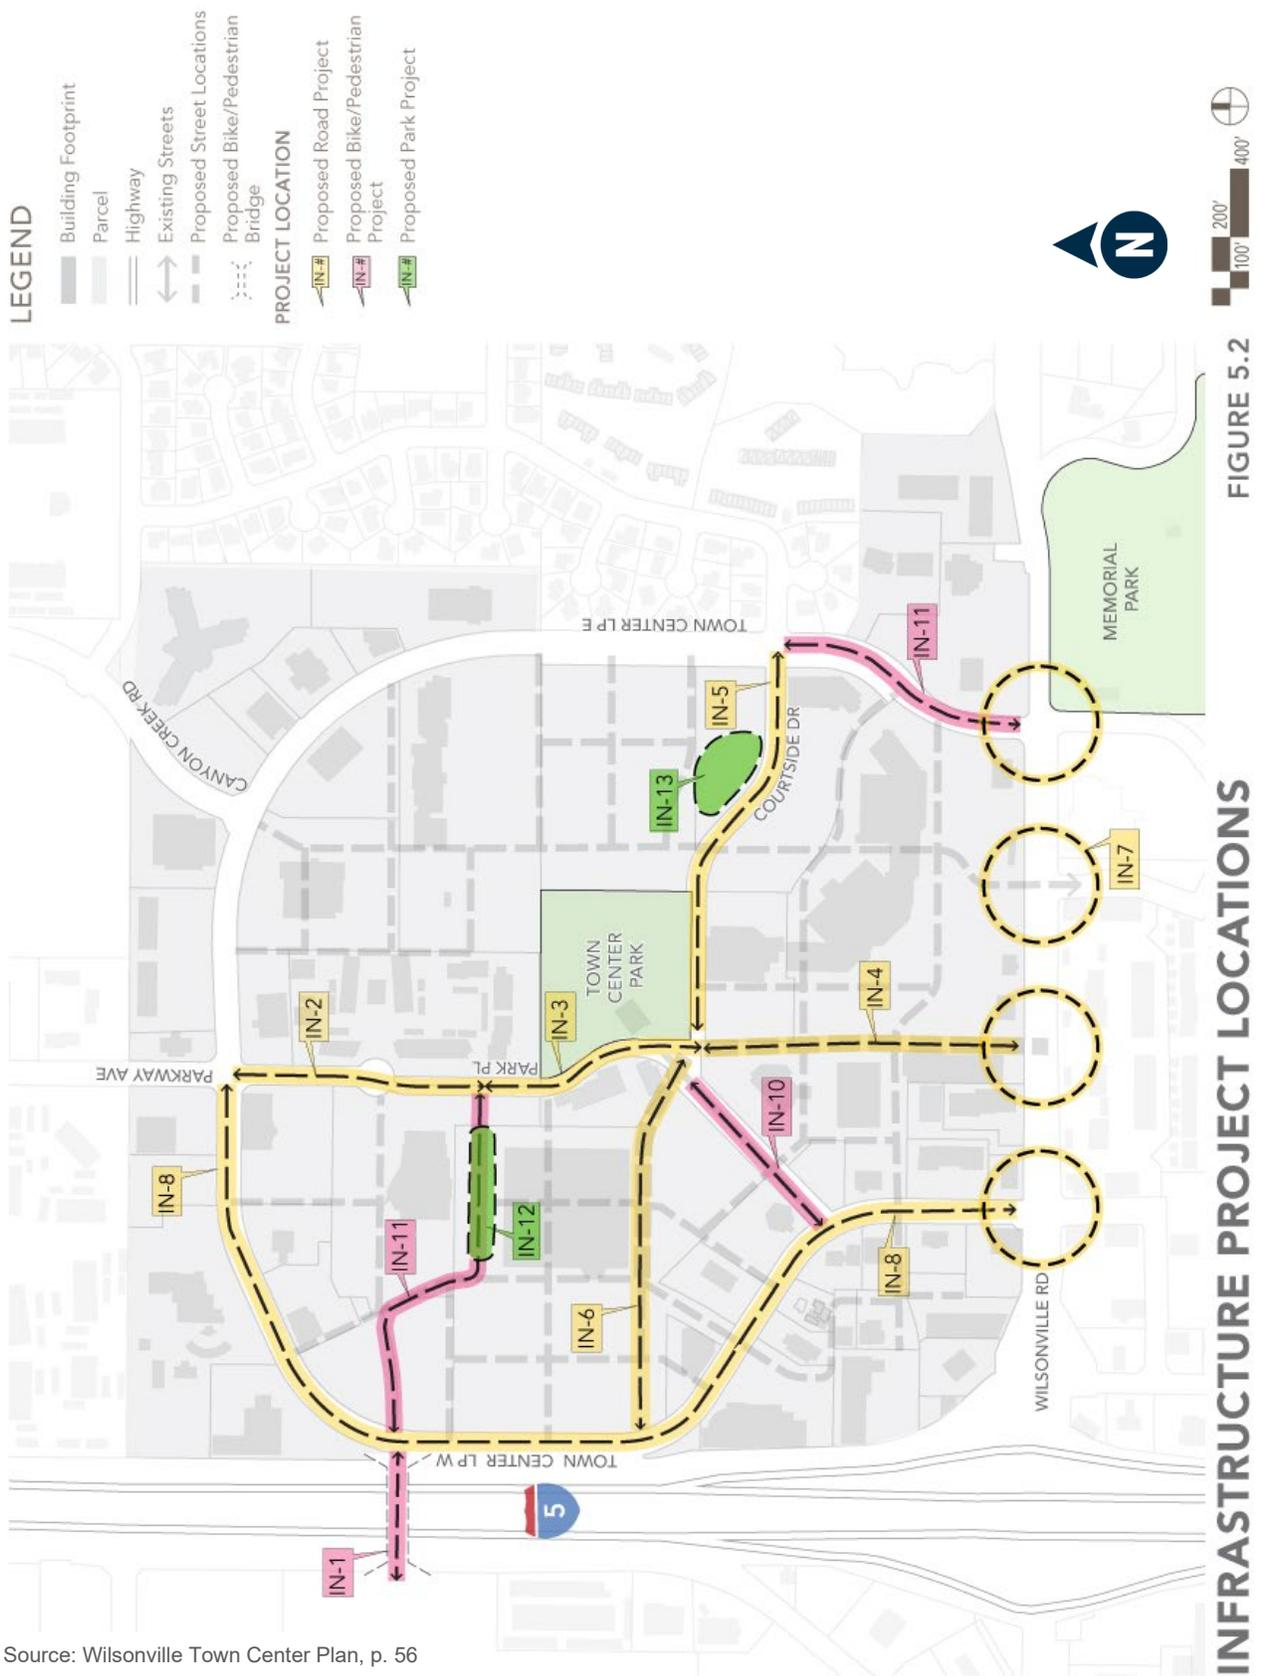 LEGEND
Building Footprint
Parcel
Highway
Existing Streets
Proposed Street Locations
Proposed Bike/Pedestrian
Bridge
PROJECT LOCATION
IN-#
Proposed Road Project
IN-#
Proposed Bike/Pedestrian
Project
IN-#
Proposed Park Project
CANYON CREEK RD
PARKWAY AVE
IN-8
IN-2
IN-11
PARK PL
IN-3
IN-12
TOWN
CENTER
PARK
TOWN CENTER LP E
IN-13
IN-5
COURTSIDE DR
IN-11
IN-6
IN-10
IN-4
IN-8
IN-1
TOWN CENTER LP W
5
WILSONVILLE RD
IN-7
MEMORIAL
PARK
N
100'
200'
400'
INFRASTRUCTURE PROJECT LOCATIONS
FIGURE 5.2
Source: Wilsonville Town Center Plan, p. 56